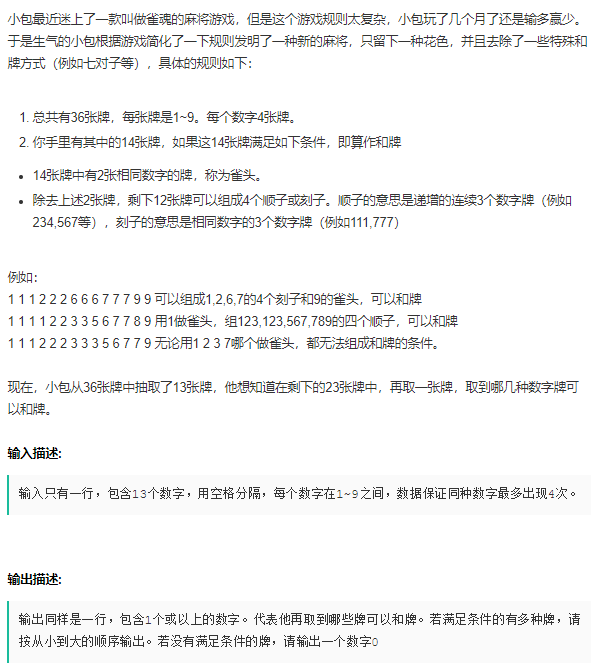 小包最近迷上了一款叫做雀魂的麻将游戏，但是这个游戏规则太复杂，小包玩了几个月了还是输多赢少。
于是生气的小包根据游戏简化了一下规则发明了一种新的麻将，只留下一种花色，并且去除了一些特殊和
牌方式（例如七对子等），具体的规则如下：
1. 总共有36张牌，每张牌是1~9。每个数字4张牌。
2. 你手里有其中的14张牌，如果这14张牌满足如下条件，即算作和牌
• 14张牌中有2张相同数字的牌，称为雀头。
• 除去上述2张牌，剩下12张牌可以组成4个顺子或刻子。顺子的意思是递增的连续3个数字牌（例如
234,567等），刻子的意思是相同数字的3个数字牌（例如111,777）
例如：
1 1 1 2 2 2 6 6 6 7 7 7 9 9 可以组成1,2,6,7的4个刻子和9的雀头，可以和牌
1 1 1 1 2 2 3 3 5 6 7 7 8 9 用1做雀头，组123,123,567,789的四个顺子，可以和牌
1 1 1 2 2 2 3 3 3 5 6 7 7 9 无论用1 2 3 7哪个做雀头，都无法组成和牌的条件。
现在，小包从36张牌中抽取了13张牌，他想知道在剩下的23张牌中，再取一张牌，取到哪几种数字牌可
以和牌。
输入描述:
输入只有一行，包含13个数字，用空格分隔，每个数字在1~9之间，数据保证同种数字最多出现4次。
输出描述:
输出同样是一行，包含1个或以上的数字。代表他再取到哪些牌可以和牌。若满足条件的有多种牌，请
按从小到大的顺序输出。若没有满足条件的牌，请输出一个数字0